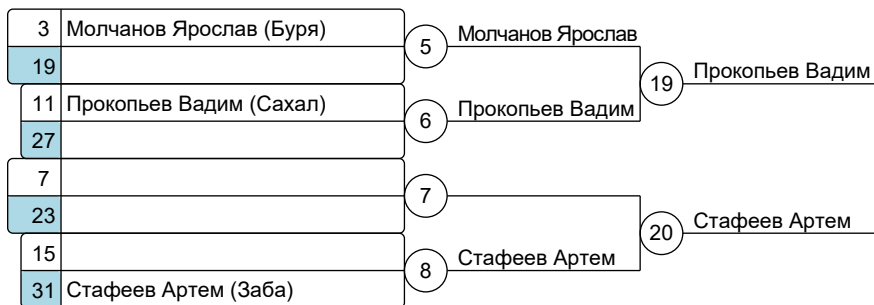 3 Молчанов Ярослав (Буря)
19
5
Молчанов Ярослав
11 Прокопьев Вадим (Сахал)
27
6
Прокопьев Вадим
19
Прокопьев Вадим
7
23
7
15
31 Стафеев Артем (Заба)
8
Стафеев Артем
20
Стафеев Артем